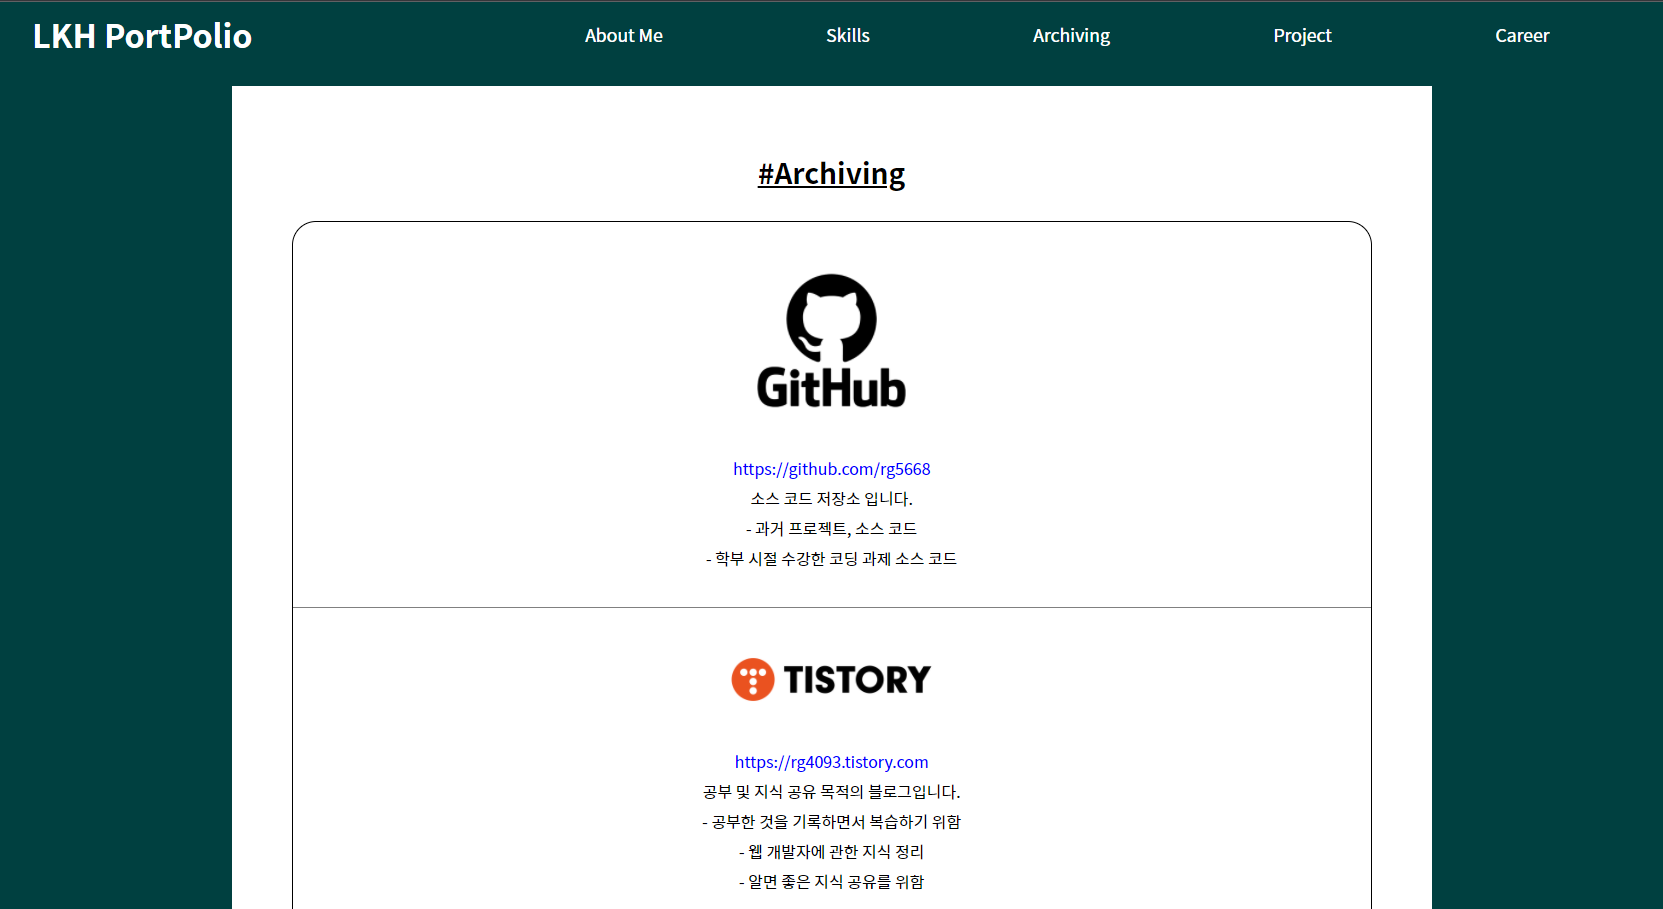 LKH PortPolio
About Me
Skills
Archiving
Project
Career
#Archiving
GitHub
https://github.com/rg5668
소스 코드 저장소 입니다.
- 과거 프로젝트, 소스 코드
- 학부 시절 수강한 코딩 과제 소스 코드
TISTORY
https://rg4093.tistory.com
공부 및 지식 공유 목적의 블로그입니다.
- 공부한 것을 기록하면서 복습하기 위함
- 웹 개발자에 관한 지식 정리
- 알면 좋은 지식 공유를 위함